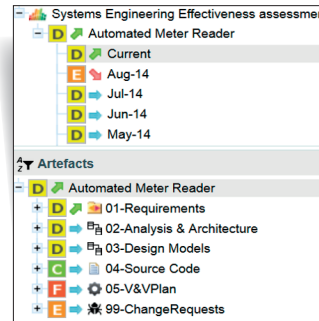 Systems Engineering Effectiveness assessmen
D Automated Meter Reader
D Current
E Aug-14
D Jul-14
D Jun-14
D May-14
A Z Artefacts
D Automated Meter Reader
D 01-Requirements
D 02-Analysis & Architecture
D 03-Design Models
C 04-Source Code
F 05-V&VPlan
E 99-ChangeRequests